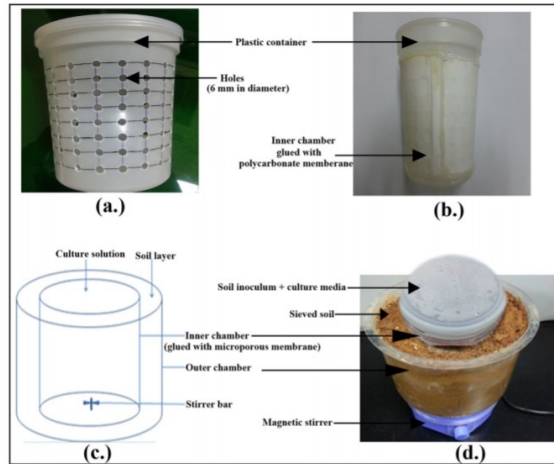 Plastic container
Holes
(6 mm in diameter)
Inner chamber
glued with
polycarbonate memberane
(a.)
(b.)
Culture solution
Soil layer
Soil inoculum + culture media
Sieved soil
Inner chamber
(glued with microporous membrane)
Outer chamber
Stirrer bar
Magnetic stirrer
(c.)
(d.)